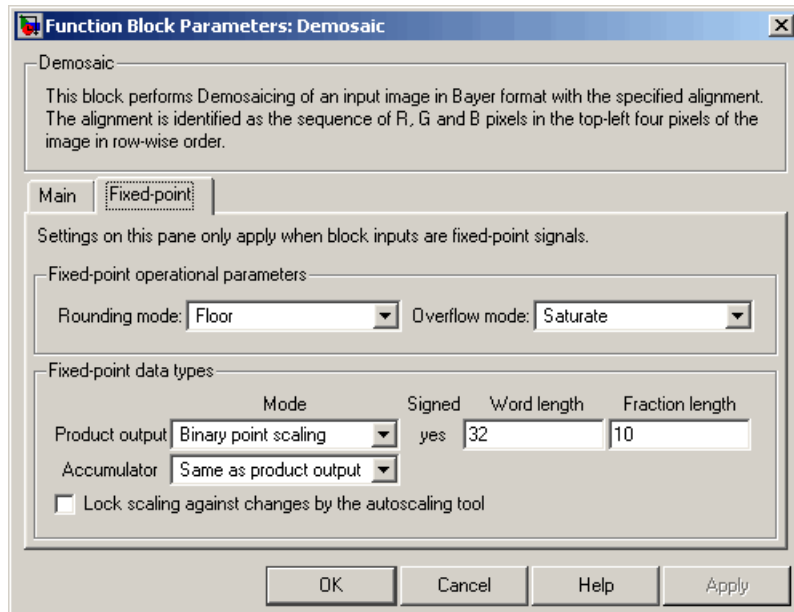 Function Block Parameters: Demosaic
Demosaic
This block performs Demosaicing of an input image in Bayer format with the specified alignment.
The alignment is identified as the sequence of R, G and B pixels in the top-left four pixels of the
image in row-wise order.
Main Fixed-point
Settings on this pane only apply when block inputs are fixed-point signals.
Fixed-point operational parameters
Rounding mode: Floor Overflow mode: Saturate
Fixed-point data types
Mode Signed Word length Fraction length
Product output Binary point scaling yes 32 10
Accumulator Same as product output
Lock scaling against changes by the autoscaling tool
OK Cancel Help Apply